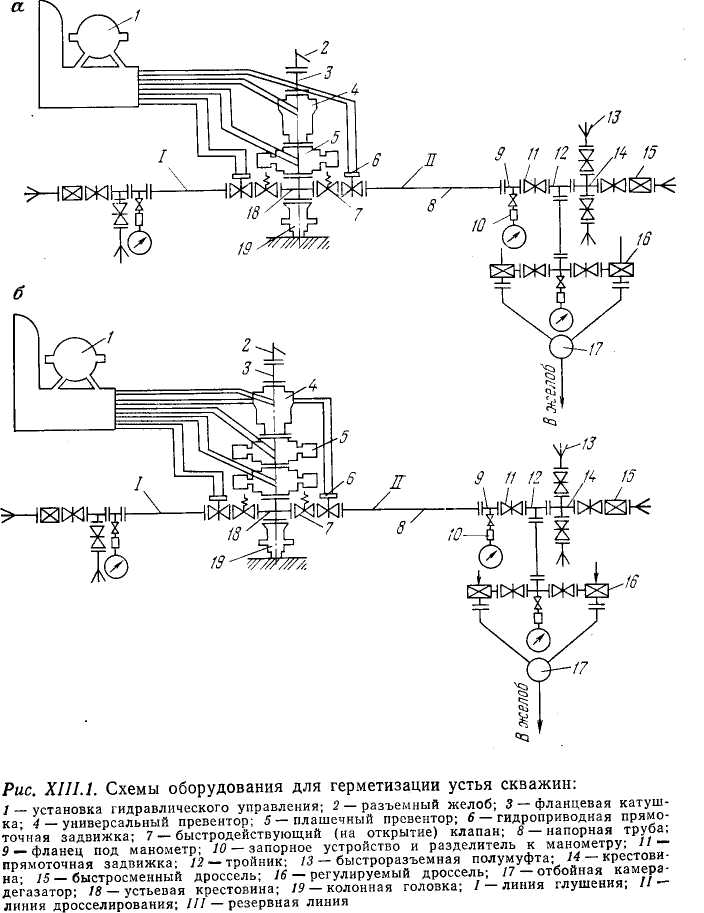 а
1
2
3
4
5
6
I
II
7
8
9
10
11
12
13
14
15
16
17
18
19
В желоб
б
1
2
3
4
5
6
I
II
7
8
9
10
11
12
13
14
15
16
17
18
19
В желоб
Рис. XIII.1. Схемы оборудования для герметизации устья скважин:
1 — установка гидравлического управления; 2 — разъемный желоб; 3 — фланцевая катуш-
ка; 4 — универсальный превентор; 5 — плашечный превентор; 6 — гидроприводная прямо-
точная задвижка; 7 — быстродействующий (на открытие) клапан; 8 — напорная труба;
9 — фланец под манометр; 10 — запорное устройство и разделитель к манометру; 11 —
прямоточная задвижка; 12 — тройник; 13 — быстроразъемная полумуфта; 14 — крестови-
на; 15 — быстросменный дроссель; 16 — регулируемый дроссель; 17 — отбойная камера-
дегазатор; 18 — устьевая крестовина; 19 — колонная головка; I — линия глушения; II —
линия дросселирования; III — резервная линия